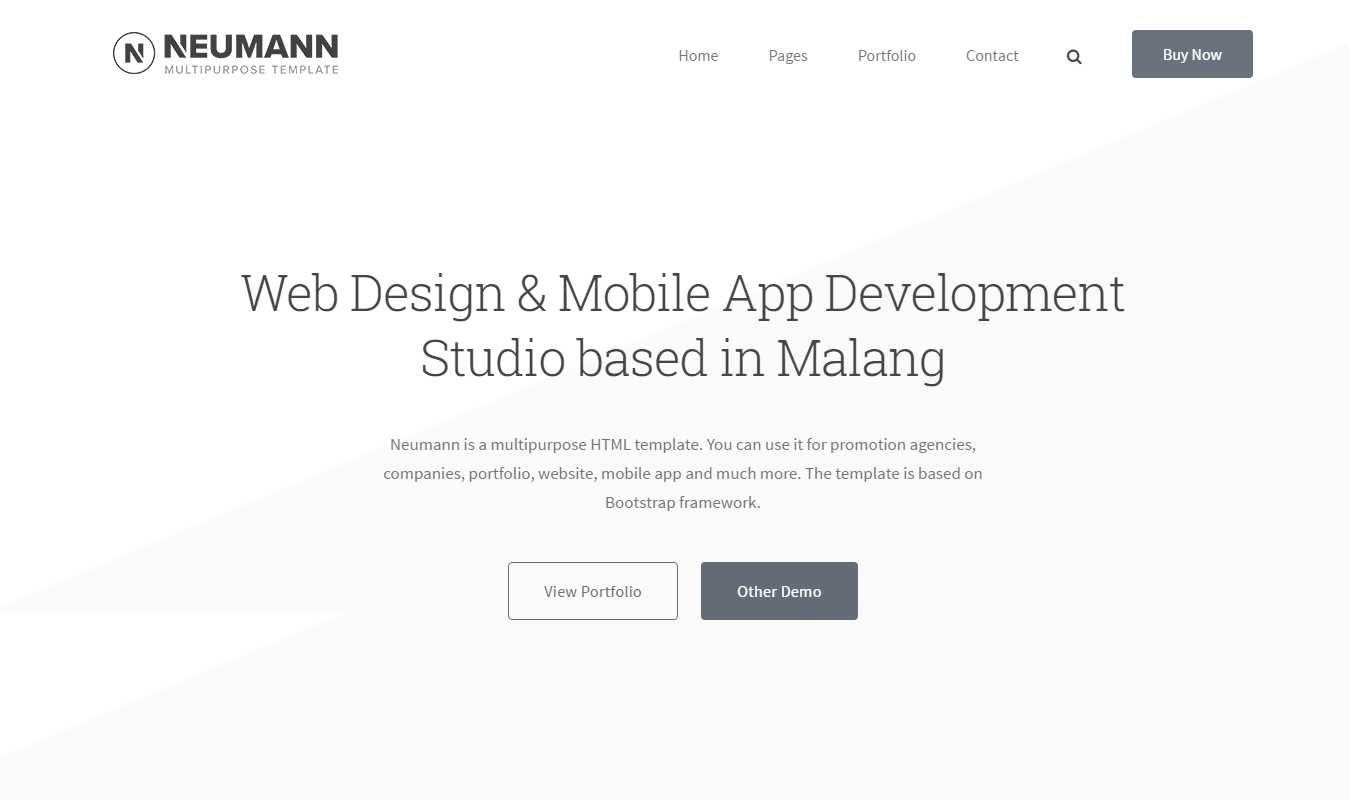 N NEUMANN
MULTIPURPOSE TEMPLATE
Home Pages Portfolio Contact Buy Now
Web Design & Mobile App Development
Studio based in Malang
Neumann is a multipurpose HTML template. You can use it for promotion agencies,
companies, portfolio, website, mobile app and much more. The template is based on
Bootstrap framework.
View Portfolio Other Demo